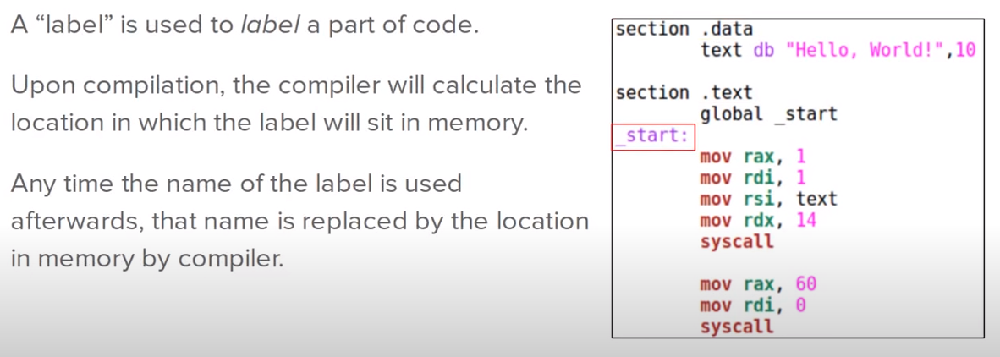 A “label” is used to label a part of code.
Upon compilation, the compiler will calculate the
location in which the label will sit in memory.
Any time the name of the label is used
afterwards, that name is replaced by the location
in memory by compiler.
section .data
text db "Hello, World!",10
section .text
global _start
_start:
mov rax, 1
mov rdi, 1
mov rsi, text
mov rdx, 14
syscall
mov rax, 60
mov rdi, 0
syscall